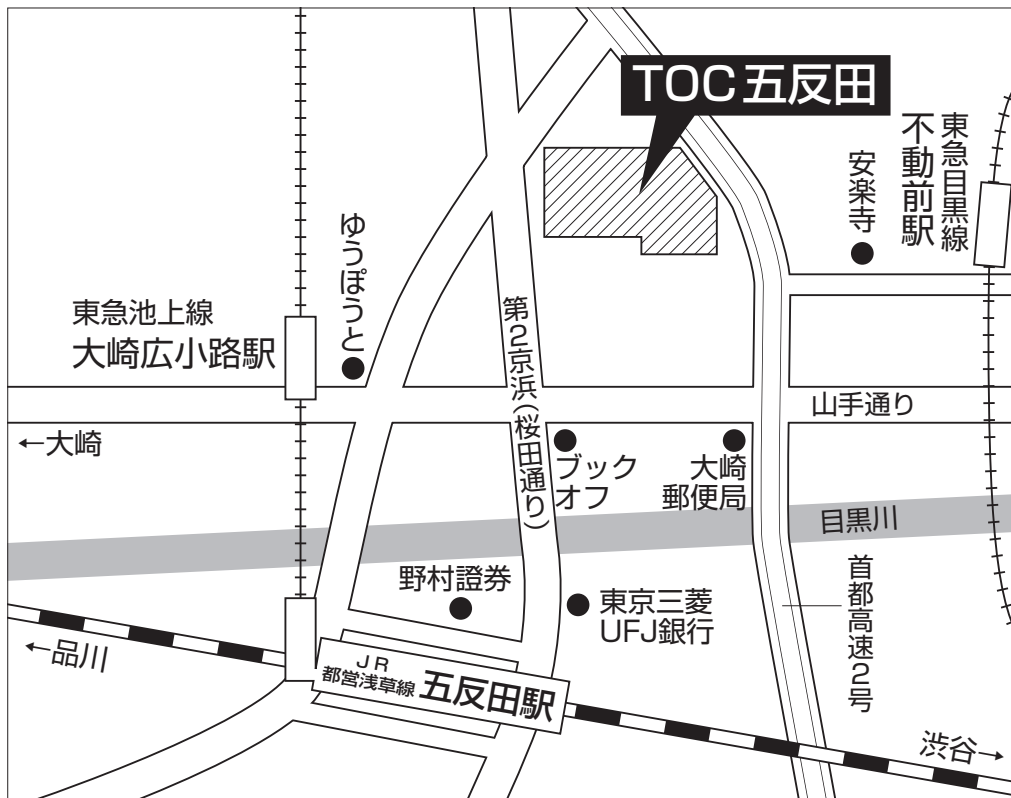 TOC五反田
東急目黒線
不動前駅
安楽寺
ゆうぽうと
東急池上線
大崎広小路駅
第2京浜(桜田通り)
山手通り
←大崎
ブック
オフ
大崎
郵便局
目黒川
首都高速2号
野村證券
東京三菱
UFJ銀行
←品川
JR
都営浅草線
五反田駅
渋谷→